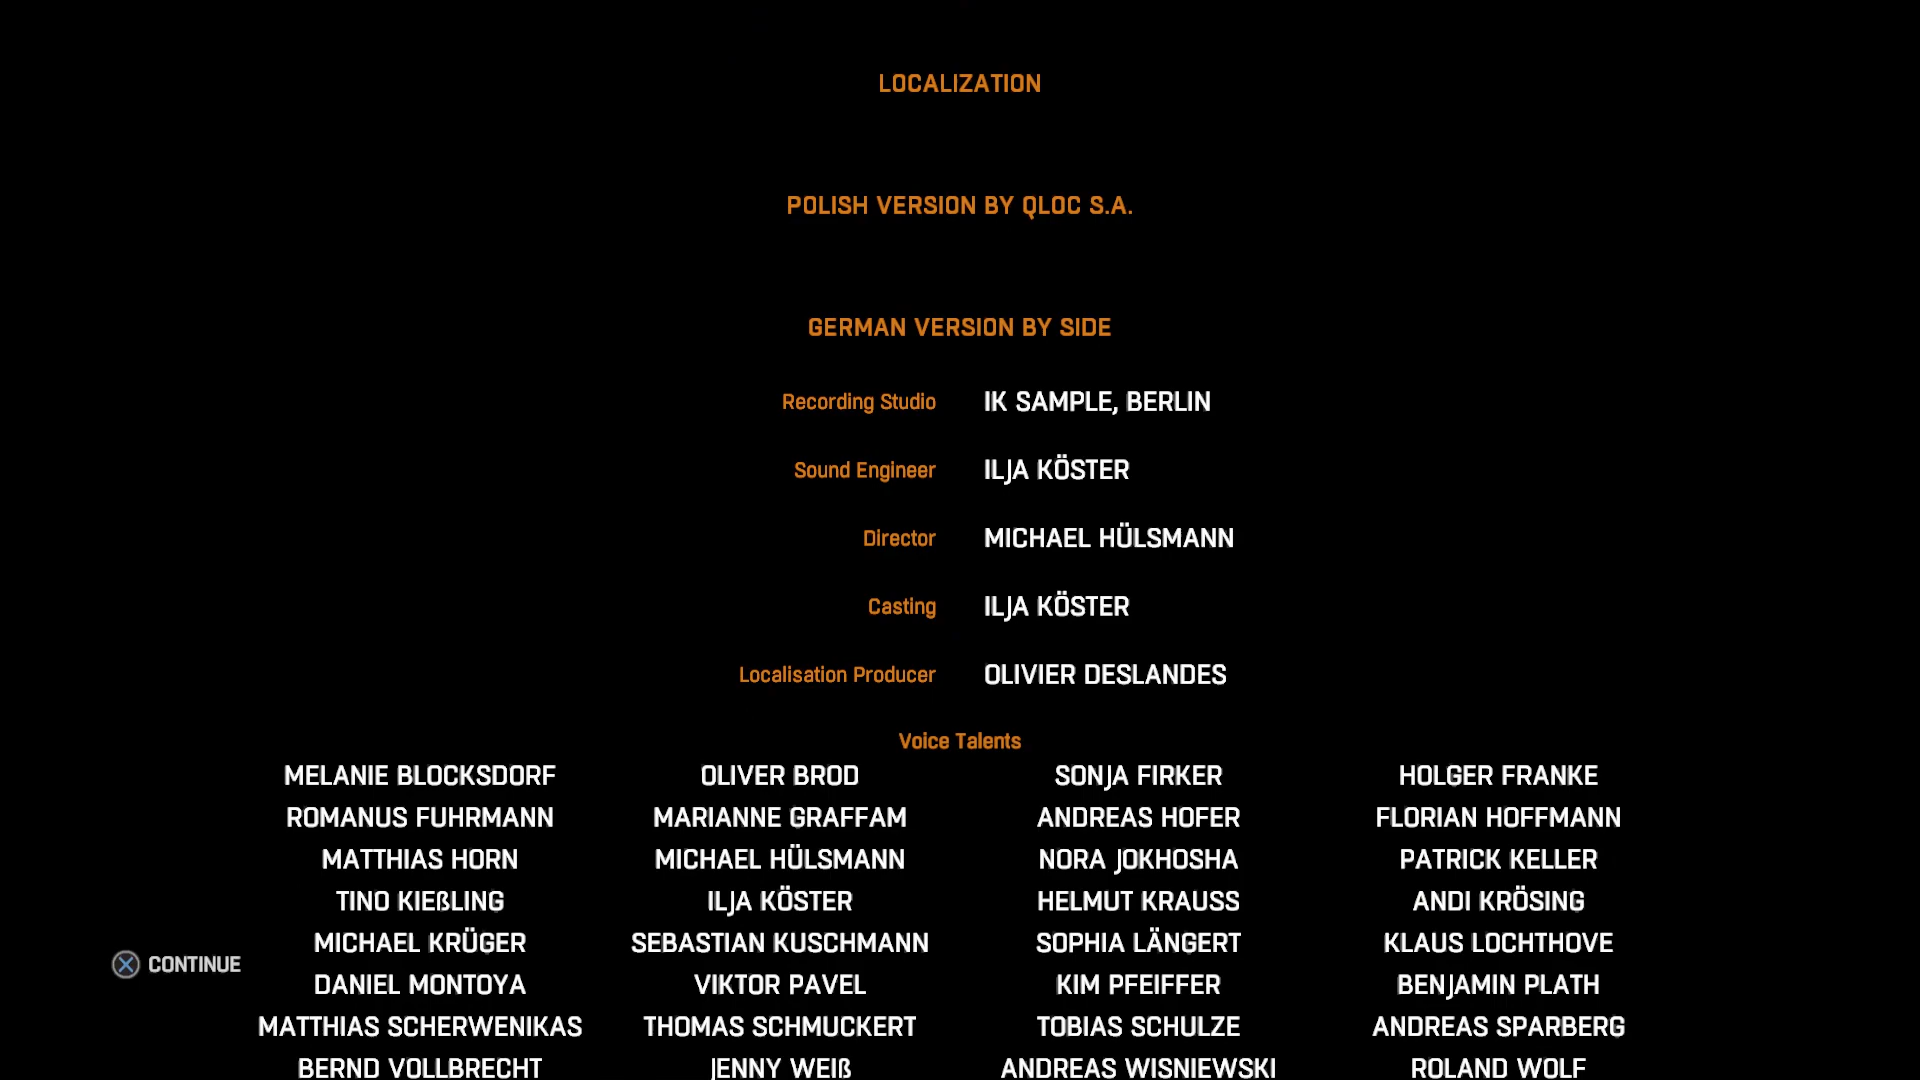 LOCALIZATION
POLISH VERSION BY QLOC S.A.
GERMAN VERSION BY SIDE
Recording Studio IK SAMPLE, BERLIN
Sound Engineer ILJA KÖSTER
Director MICHAEL HÜLSMANN
Casting ILJA KÖSTER
Localisation Producer OLIVIER DESLANDES
Voice Talents
MELANIE BLOCKSDORF OLIVER BROD SONJA FIRKER HOLGER FRANKE
ROMANUS FUHRMANN MARIANNE GRAFFAM ANDREAS HOFER FLORIAN HOFFMANN
MATTHIAS HORN MICHAEL HÜLSMANN NORA JOKHOSHA PATRICK KELLER
TINO KIEßLING ILJA KÖSTER HELMUT KRAUSS ANDI KRÖSING
MICHAEL KRÜGER SEBASTIAN KUSCHMANN SOPHIA LÄNGERT KLAUS LOCHTHOVE
CONTINUE
DANIEL MONTOYA VIKTOR PAVEL KIM PFEIFFER BENJAMIN PLATH
MATTHIAS SCHERWENIKAS THOMAS SCHMUCKERT TOBIAS SCHULZE ANDREAS SPARBERG
BERND VOLLBRECHT JENNY WEIß ANDREAS WISNIEWSKI ROLAND WOLF